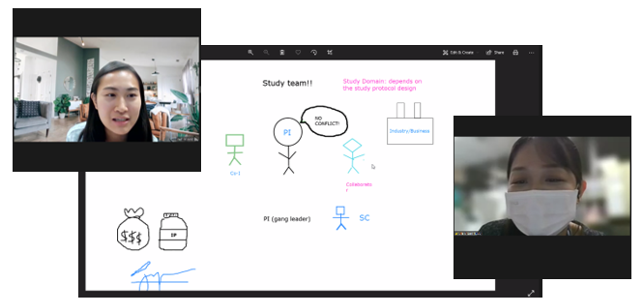 Edit & Create
Share
Study team!!
Study Domain: depends on
the study protocol design
NO
CONFLICT!
PI
Industry/Business
Co-I
Collaborato
r
PI (gang leader)
SC
$$$
IP